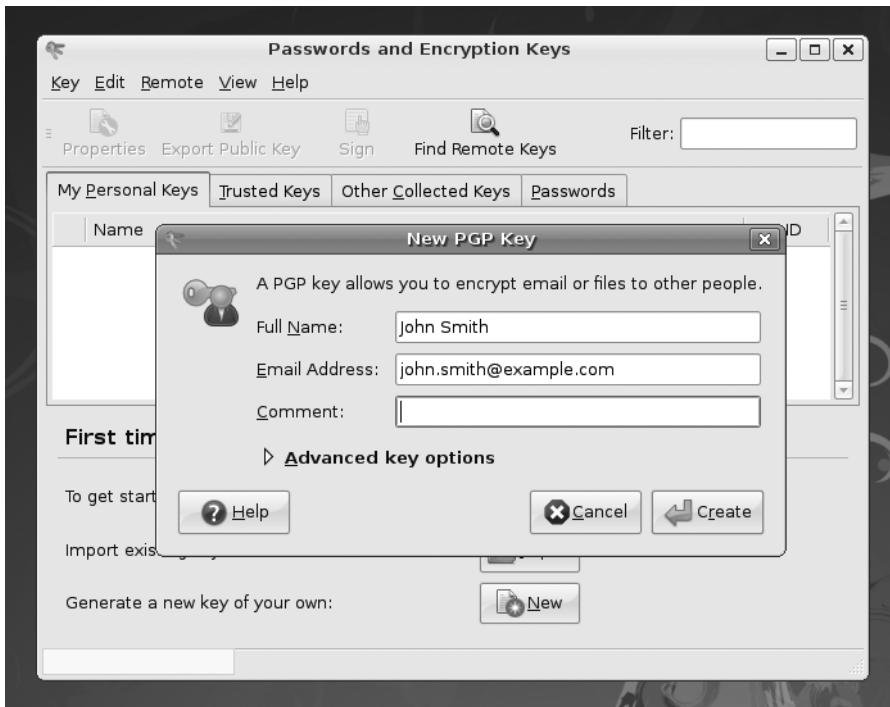 Passwords and Encryption Keys
Key Edit Remote View Help
Properties Export Public Key Sign Find Remote Keys Filter:
My Personal Keys Trusted Keys Other Collected Keys Passwords
Name ID
New PGP Key
A PGP key allows you to encrypt email or files to other people.
Full Name: John Smith
Email Address: john.smith@example.com
Comment:
Advanced key options
Help Cancel Create
First tim
To get start
Import exis
Generate a new key of your own: New